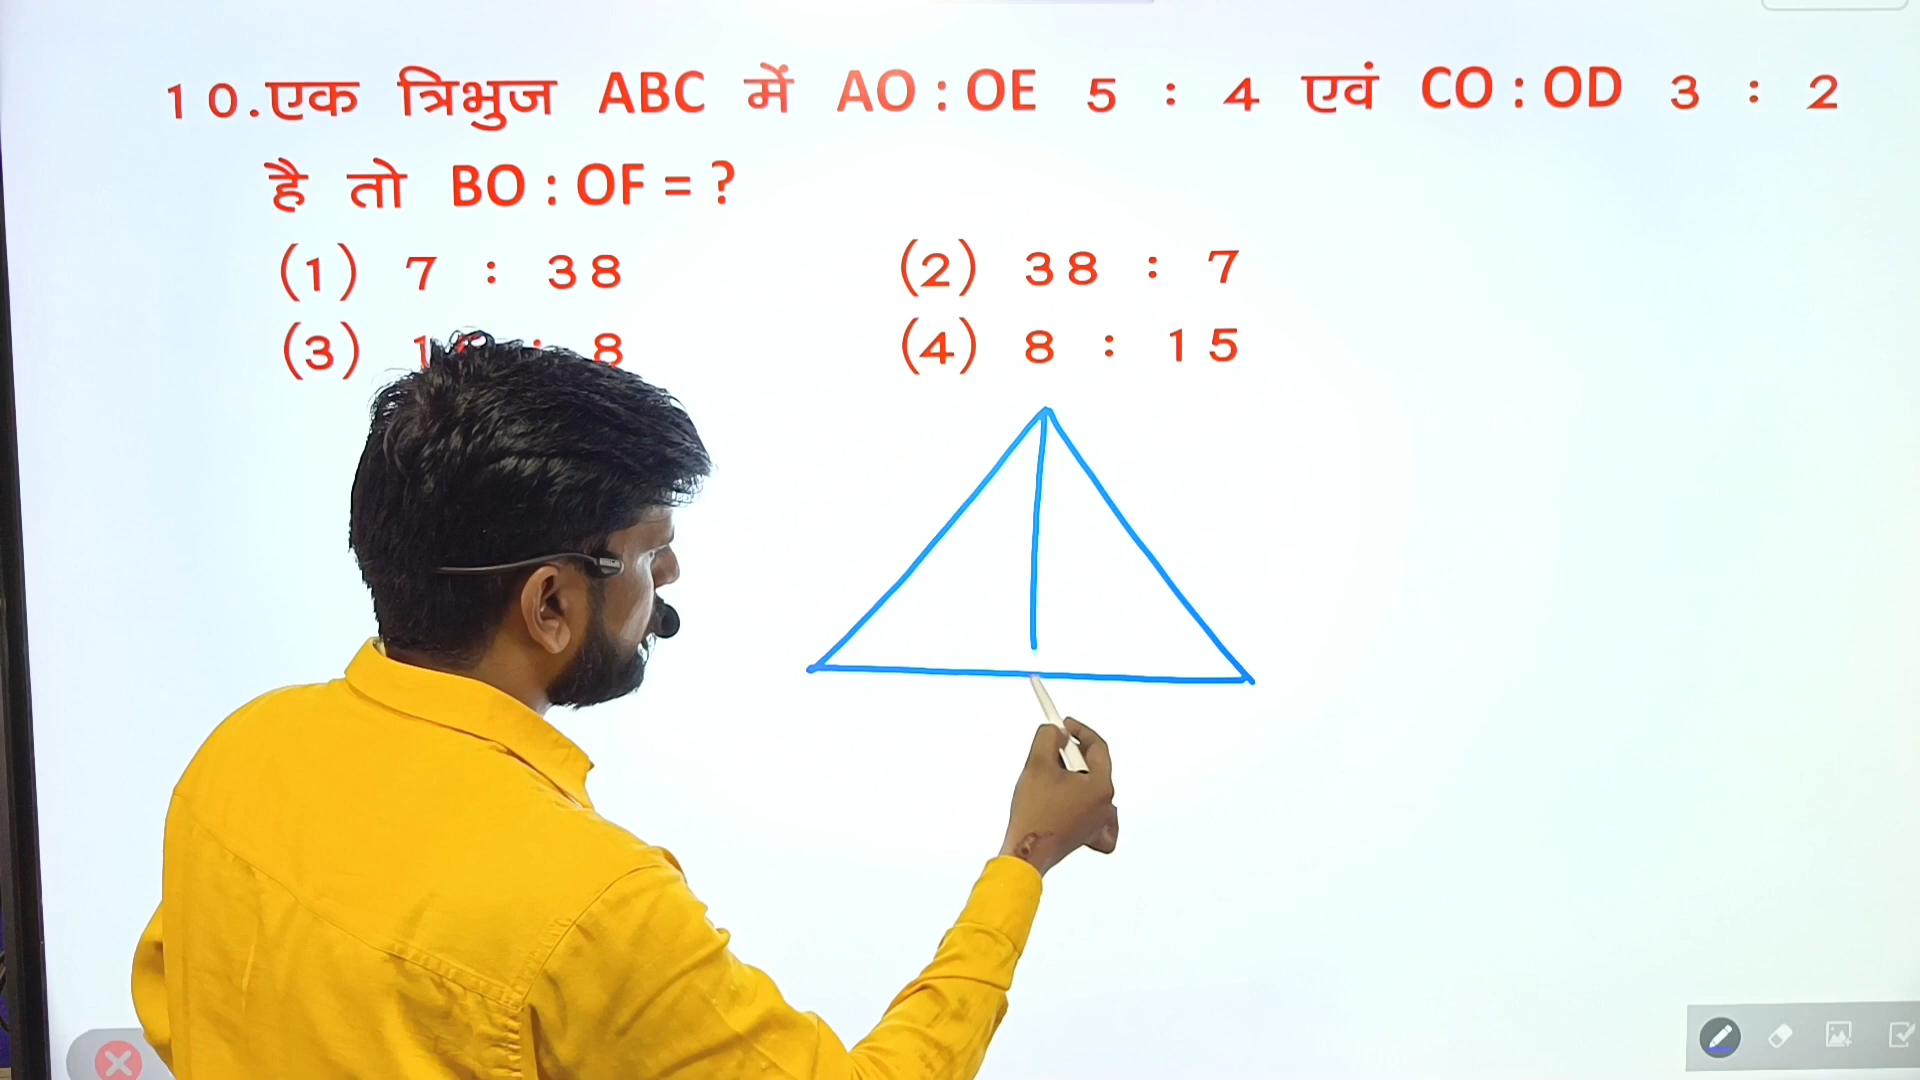 10.एक त्रिभुज ABC में AO : OE 5 : 4 एवं CO : OD 3 : 2
है तो BO : OF = ?
(1) 7 : 38 (2) 38 : 7
(3) : 8 (4) 8 : 15